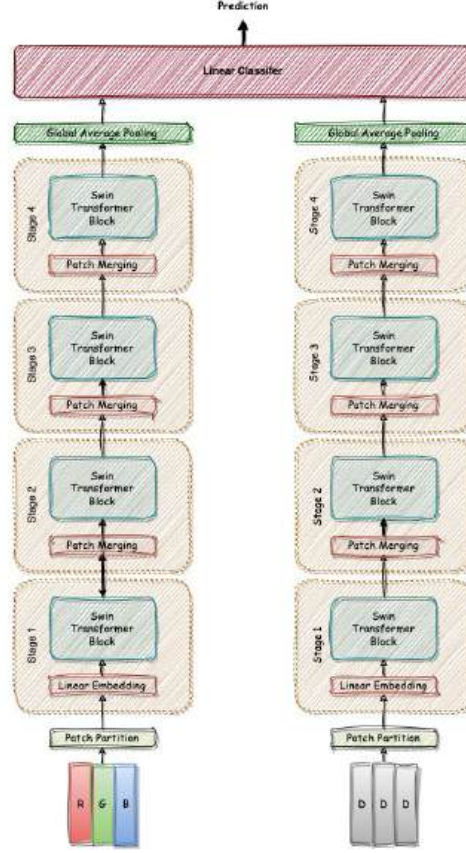 Prediction
Linear Classifer
Global Average Pooling
Stage 4
Swin
Transformer
Block
Patch Merging
Stage 3
Swin
Transformer
Block
Patch Merging
Stage 2
Swin
Transformer
Block
Patch Merging
Stage 1
Swin
Transformer
Block
Linear Embedding
Patch Partition
R G B
Global Average Pooling
Stage 4
Swin
Transformer
Block
Patch Merging
Stage 3
Swin
Transformer
Block
Patch Merging
Stage 2
Swin
Transformer
Block
Patch Merging
Stage 1
Swin
Transformer
Block
Linear Embedding
Patch Partition
D D D